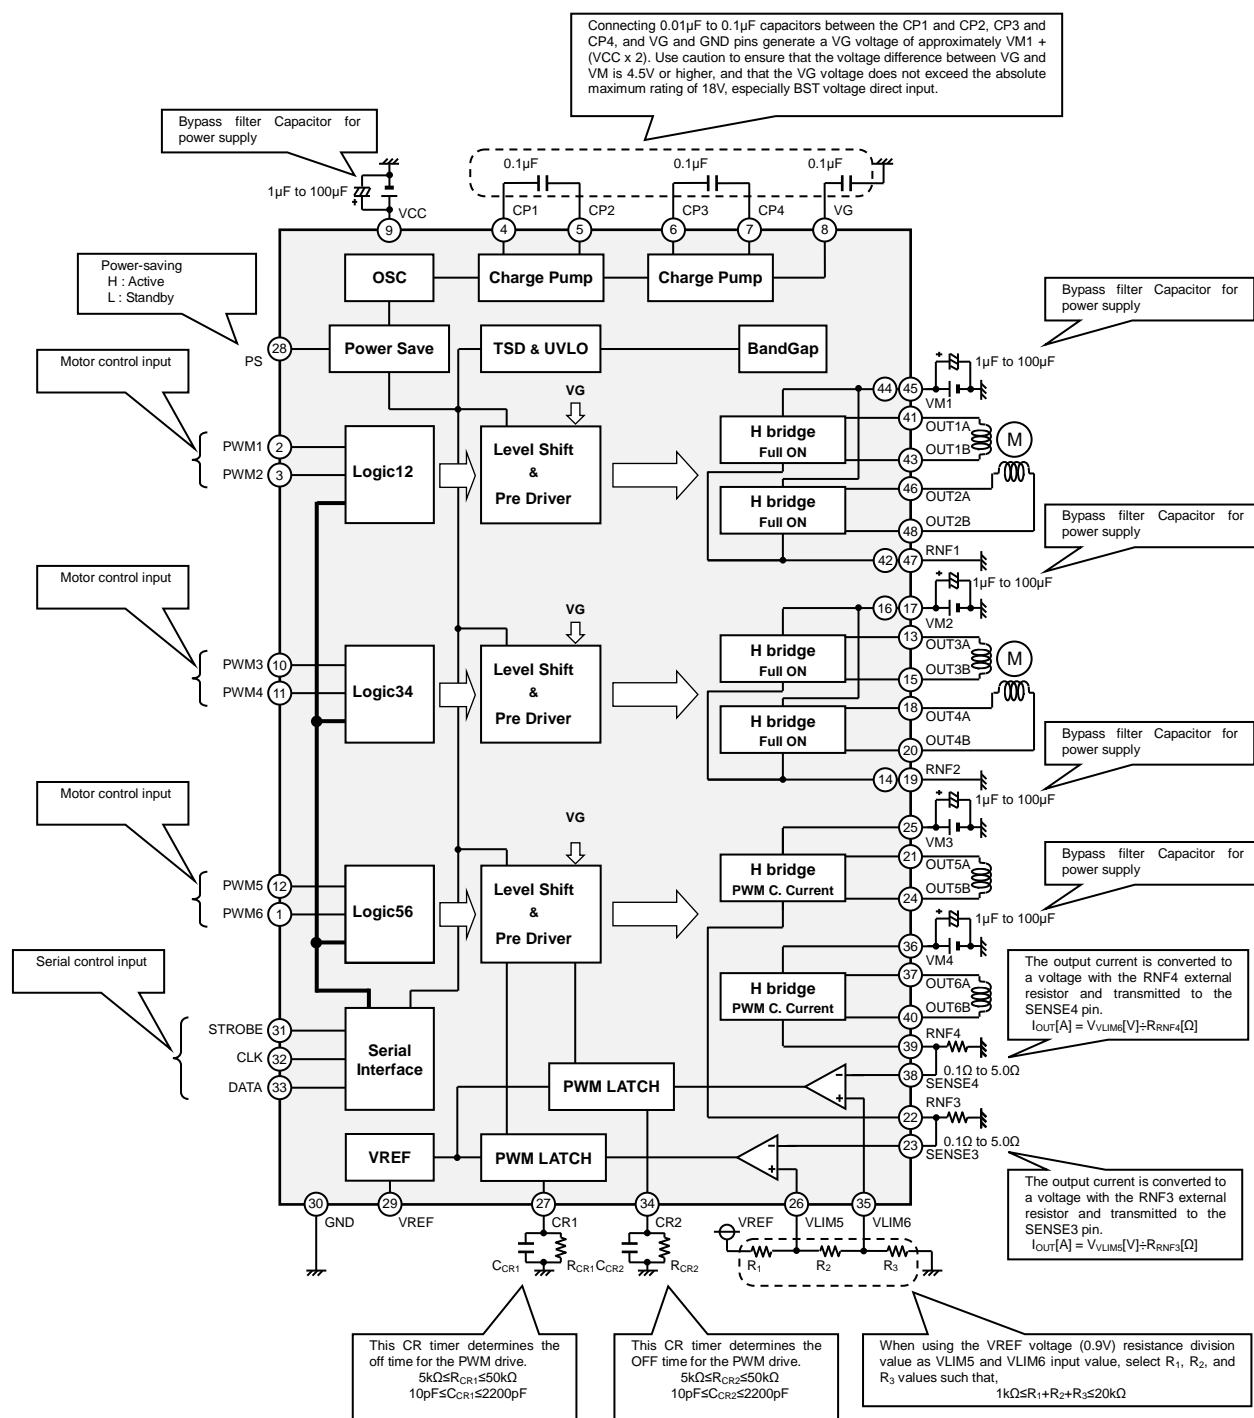 Connecting 0.01µF to 0.1µF capacitors between the CP1 and CP2, CP3 and
CP4, and VG and GND pins generate a VG voltage of approximately VM1 +
(VCC x 2). Use caution to ensure that the voltage difference between VG and
VM is 4.5V or higher, and that the VG voltage does not exceed the absolute
maximum rating of 18V, especially BST voltage direct input.
Bypass filter Capacitor for
power supply
1µF to 100µF
+
0.1µF
0.1µF
0.1µF
VCC
CP1
CP2
CP3
CP4
VG
9
4
5
6
7
8
Power-saving
H : Active
L : Standby
OSC
Charge Pump
Charge Pump
Bypass filter Capacitor for
power supply
PS
28
Power Save
TSD & UVLO
BandGap
+
1µF to 100µF
Motor control input
VG
44
45
VM1
PWM1
2
PWM2
3
Logic12
Level Shift
&
Pre Driver
H bridge
Full ON
41
OUT1A
OUT1B
43
M
H bridge
Full ON
46
OUT2A
OUT2B
48
Bypass filter Capacitor for
power supply
42
47
RNF1
+
1µF to 100µF
Motor control input
VG
16
17
VM2
PWM3
10
PWM4
11
Logic34
Level Shift
&
Pre Driver
H bridge
Full ON
13
OUT3A
OUT3B
15
M
H bridge
Full ON
18
OUT4A
OUT4B
20
Bypass filter Capacitor for
power supply
14
19
RNF2
+
1µF to 100µF
Motor control input
VG
25
VM3
PWM5
12
PWM6
1
Logic56
Level Shift
&
Pre Driver
H bridge
PWM C. Current
21
OUT5A
OUT5B
24
Bypass filter Capacitor for
power supply
+
1µF to 100µF
36
VM4
Serial control input
H bridge
PWM C. Current
37
OUT6A
OUT6B
40
The output current is converted to
a voltage with the RNF4 external
resistor and transmitted to the
SENSE4 pin.
IOUT[A] = VVLIM6[V]÷RRNF4[Ω]
STROBE
31
CLK
32
DATA
33
Serial
Interface
39
RNF4
0.1Ω to 5.0Ω
38
SENSE4
PWM LATCH
−
+
22
RNF3
0.1Ω to 5.0Ω
23
SENSE3
VREF
PWM LATCH
−
+
The output current is converted to
a voltage with the RNF3 external
resistor and transmitted to the
SENSE3 pin.
IOUT[A] = VVLIM5[V]÷RRNF3[Ω]
30
GND
29
VREF
27
CR1
34
CR2
26
VLIM5
35
VLIM6
VREF
CCR1
RCR1
CCR2
RCR2
R1
R2
R3
This CR timer determines the
off time for the PWM drive.
5kΩ≤RCR1≤50kΩ
10pF≤CCR1≤2200pF
This CR timer determines the
OFF time for the PWM drive.
5kΩ≤RCR2≤50kΩ
10pF≤CCR2≤2200pF
When using the VREF voltage (0.9V) resistance division
value as VLIM5 and VLIM6 input value, select R1, R2, and
R3 values such that,
1kΩ≤R1+R2+R3≤20kΩ